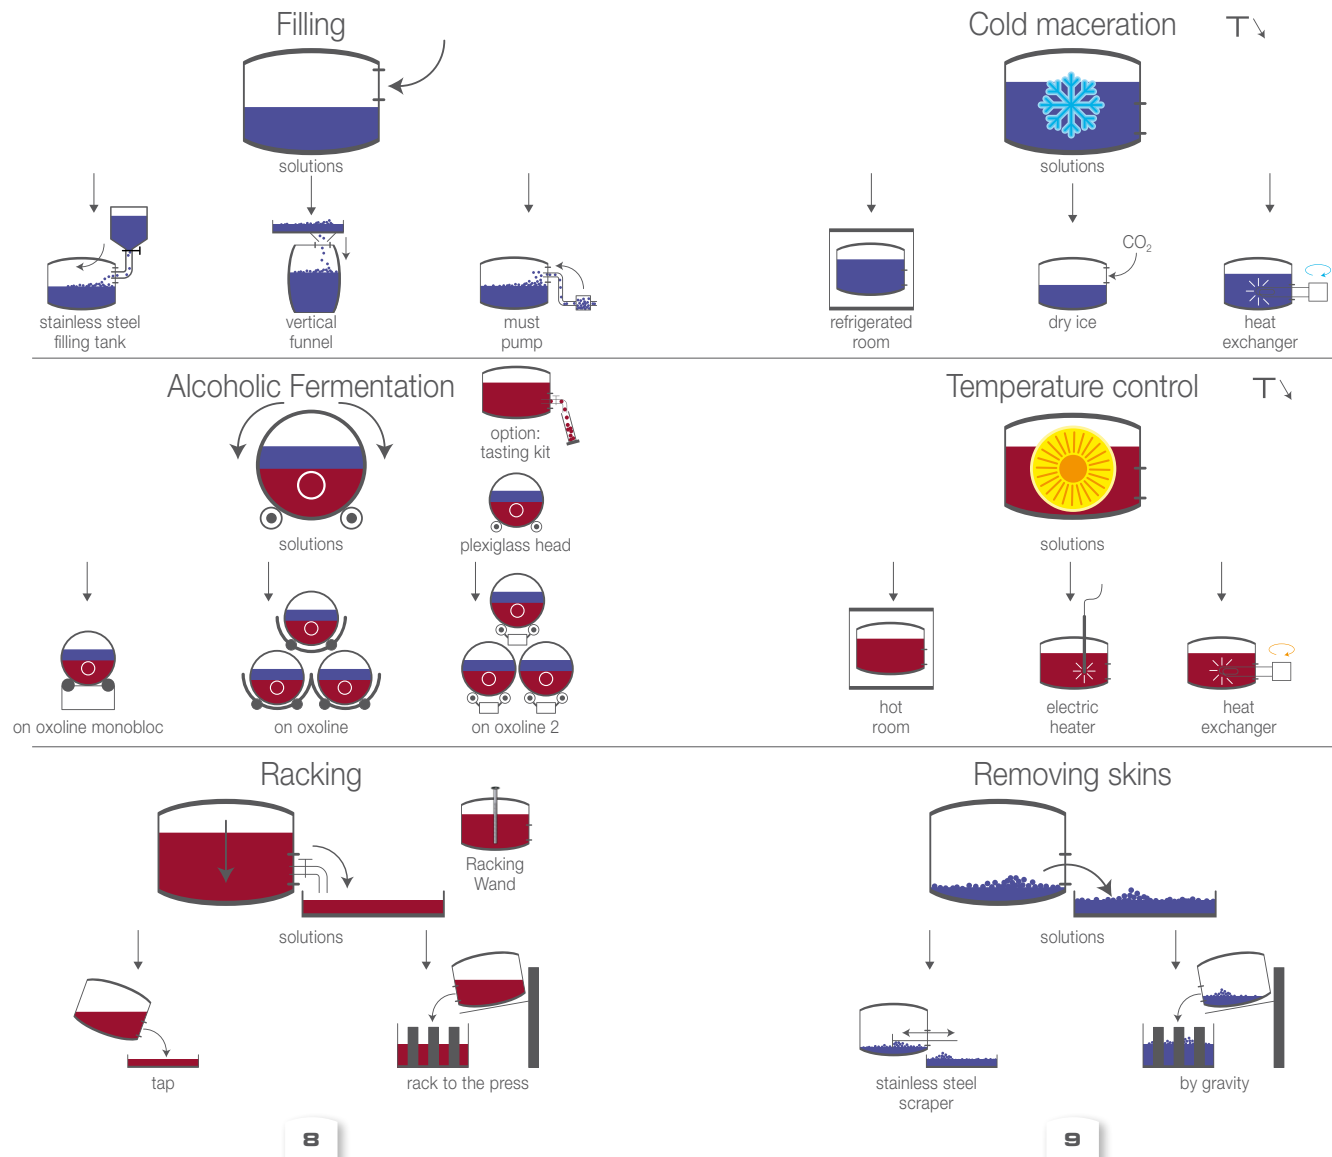 Filling
solutions
stainless steel
filling tank
vertical
funnel
must
pump
Cold maceration T
solutions
CO₂
refrigerated
room
dry ice
heat
exchanger
Alcoholic Fermentation
option:
tasting kit
plexiglass head
solutions
on oxoline monobloc
on oxoline
on oxoline 2
Temperature control T
solutions
hot
room
electric
heater
heat
exchanger
Racking
Racking
Wand
solutions
tap
rack to the press
Removing skins
solutions
stainless steel
scraper
by gravity
8
9